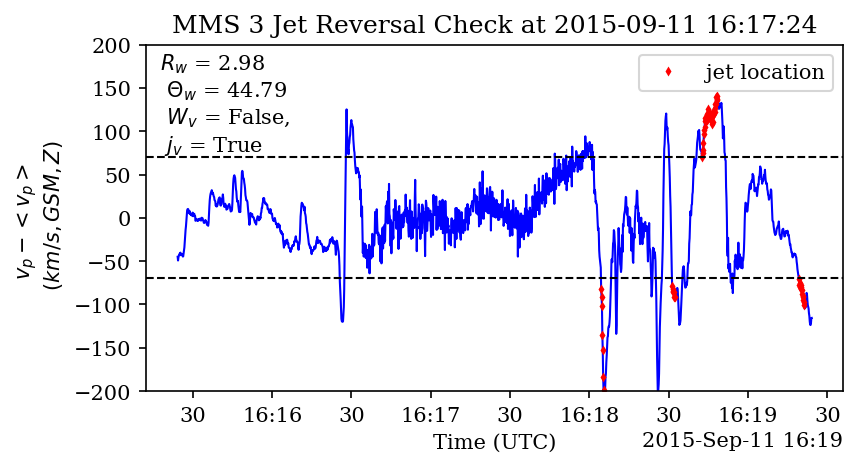 MMS 3 Jet Reversal Check at 2015-09-11 16:17:24
R_w = 2.98
Θ_w = 44.79
W_v = False,
j_v = True
jet location
v_p − < v_p >
(km/s, GSM, Z)
200
150
100
50
0
−50
−100
−150
−200
30 16:16 30 16:17 30 16:18 30 16:19 30
Time (UTC)
2015-Sep-11 16:19